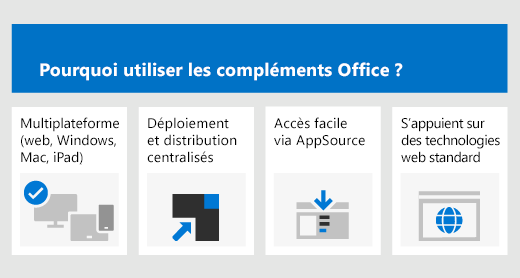 Pourquoi utiliser les compléments Office ?
Multiplateforme
(web, Windows,
Mac, iPad)
Déploiement
et distribution
centralisés
Accès facile
via AppSource
S’appuient sur
des technologies
web standard